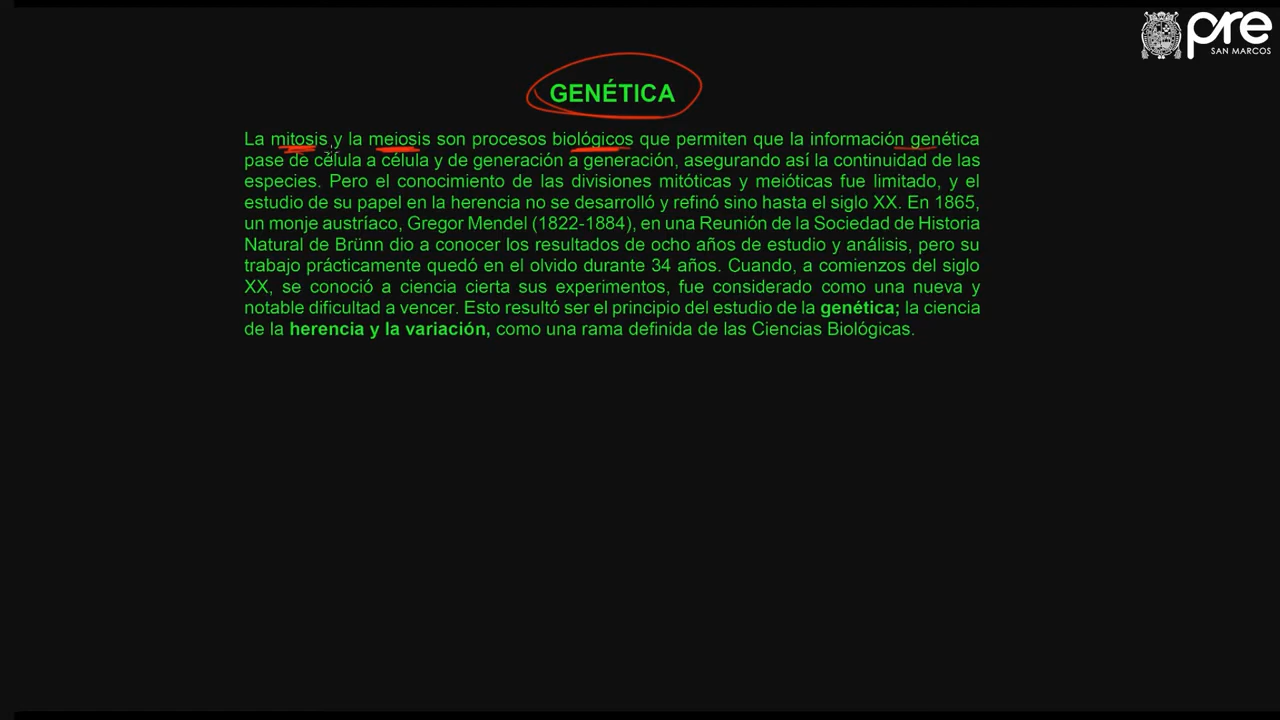 pre
SAN MARCOS
GENÉTICA
La mitosis y la meiosis son procesos biológicos que permiten que la información genética
pase de célula a célula y de generación a generación, asegurando así la continuidad de las
especies. Pero el conocimiento de las divisiones mitóticas y meióticas fue limitado, y el
estudio de su papel en la herencia no se desarrolló y refinó sino hasta el siglo XX. En 1865,
un monje austríaco, Gregor Mendel (1822-1884), en una Reunión de la Sociedad de Historia
Natural de Brünn dio a conocer los resultados de ocho años de estudio y análisis, pero su
trabajo prácticamente quedó en el olvido durante 34 años. Cuando, a comienzos del siglo
XX, se conoció a ciencia cierta sus experimentos, fue considerado como una nueva y
notable dificultad a vencer. Esto resultó ser el principio del estudio de la genética; la ciencia
de la herencia y la variación, como una rama definida de las Ciencias Biológicas.